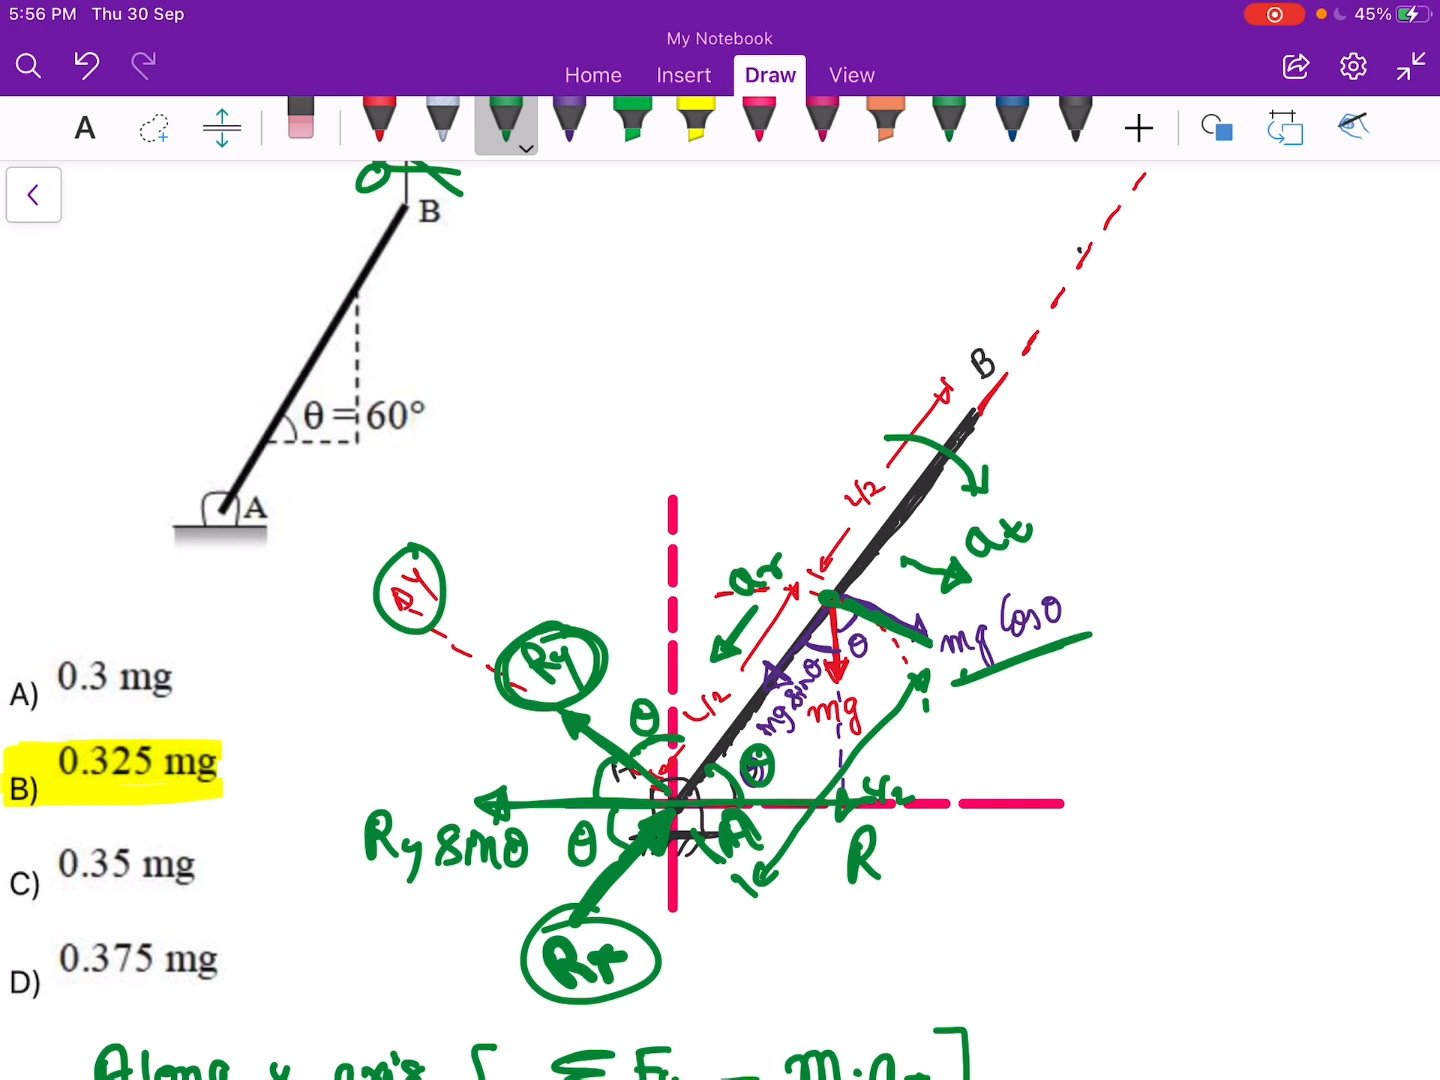 5:56 PM Thu 30 Sep
45%
My Notebook
Home Insert Draw View
A
B
θ = 60°
A
A) 0.3 mg
B) 0.325 mg
C) 0.35 mg
D) 0.375 mg
B
L/2
at
ar
mg cosθ
θ
mg sinθ
mg
L/2
Ry
θ
θ
Ry sinθ
θ
A
R
Rx